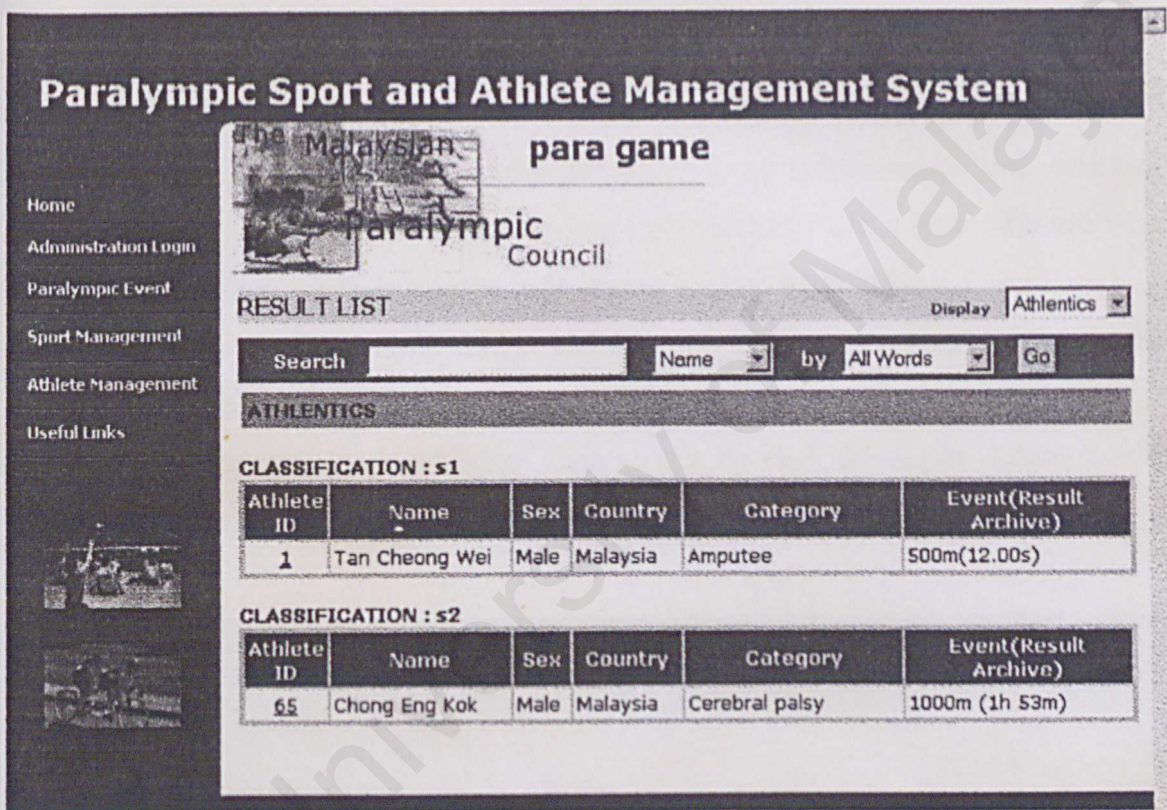 Paralympic Sport and Athlete Management System
The Malaysian
Paralympic
Council
para game
Home
Administration Login
Paralympic Event
Sport Management
Athlete Management
Useful Links
RESULT LIST Display Athlentics
Search Name by All Words Go
ATHLENTICS
CLASSIFICATION : s1
Athlete ID Name Sex Country Category Event(Result Archive)
1 Tan Cheong Wei Male Malaysia Amputee 500m(12.00s)
CLASSIFICATION : s2
Athlete ID Name Sex Country Category Event(Result Archive)
65 Chong Eng Kok Male Malaysia Cerebral palsy 1000m (1h 53m)
University of Malaya